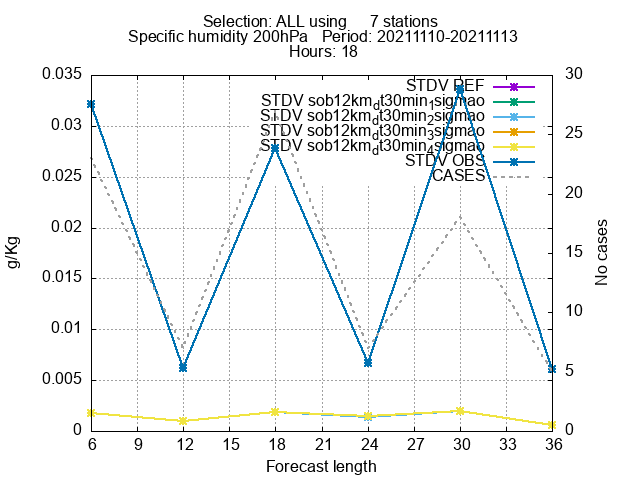 Selection: ALL using     7 stations
Specific humidity 200hPa   Period: 20211110-20211113
Hours: 18
0.035
0.03
0.025
0.02
0.015
0.01
0.005
0
g/Kg
STDV REF
STDV sob12km_dt30min_1sigmao
STDV sob12km_dt30min_2sigmao
STDV sob12km_dt30min_3sigmao
STDV sob12km_dt30min_4sigmao
STDV OBS
CASES
30
25
20
15
10
5
0
No cases
6 9 12 15 18 21 24 27 30 33 36
Forecast length